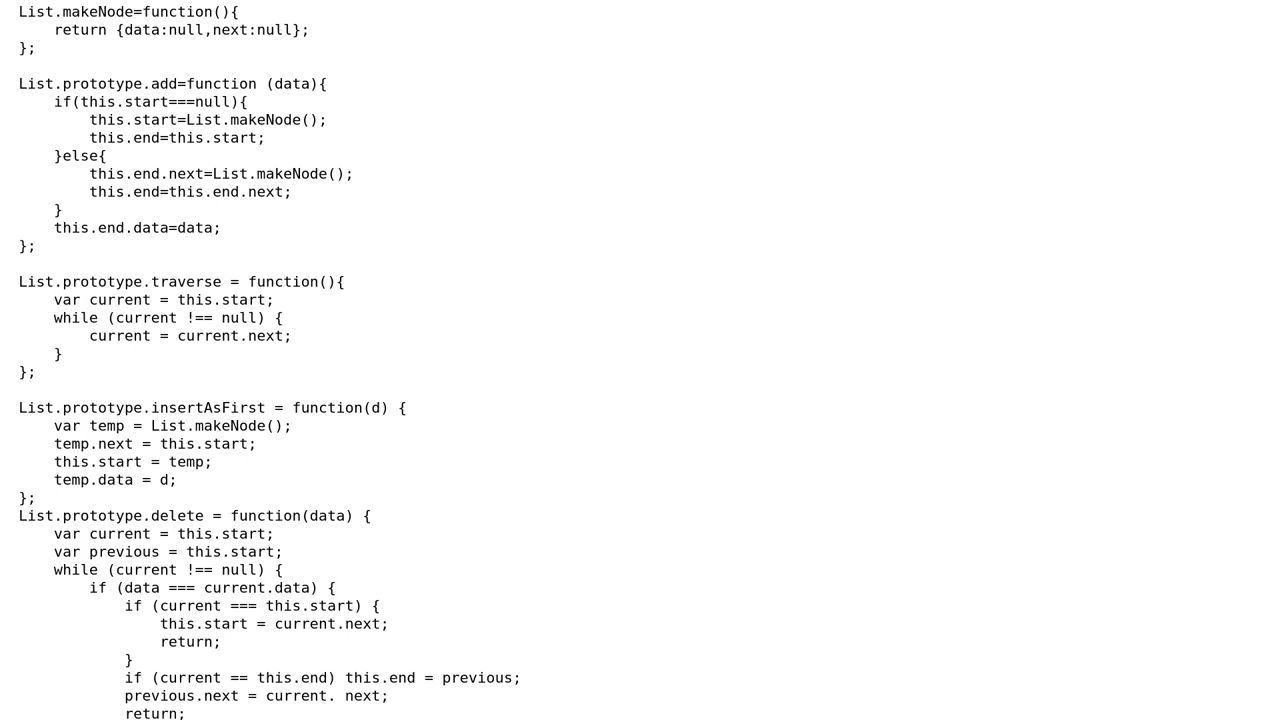 List.makeNode=function(){
    return {data:null,next:null};
};

List.prototype.add=function (data){
    if(this.start===null){
        this.start=List.makeNode();
        this.end=this.start;
    }else{
        this.end.next=List.makeNode();
        this.end=this.end.next;
    }
    this.end.data=data;
};

List.prototype.traverse = function(){
    var current = this.start;
    while (current !== null) {
        current = current.next;
    }
};

List.prototype.insertAsFirst = function(d) {
    var temp = List.makeNode();
    temp.next = this.start;
    this.start = temp;
    temp.data = d;
};
List.prototype.delete = function(data) {
    var current = this.start;
    var previous = this.start;
    while (current !== null) {
        if (data === current.data) {
            if (current === this.start) {
                this.start = current.next;
                return;
            }
            if (current == this.end) this.end = previous;
            previous.next = current. next;
            return;